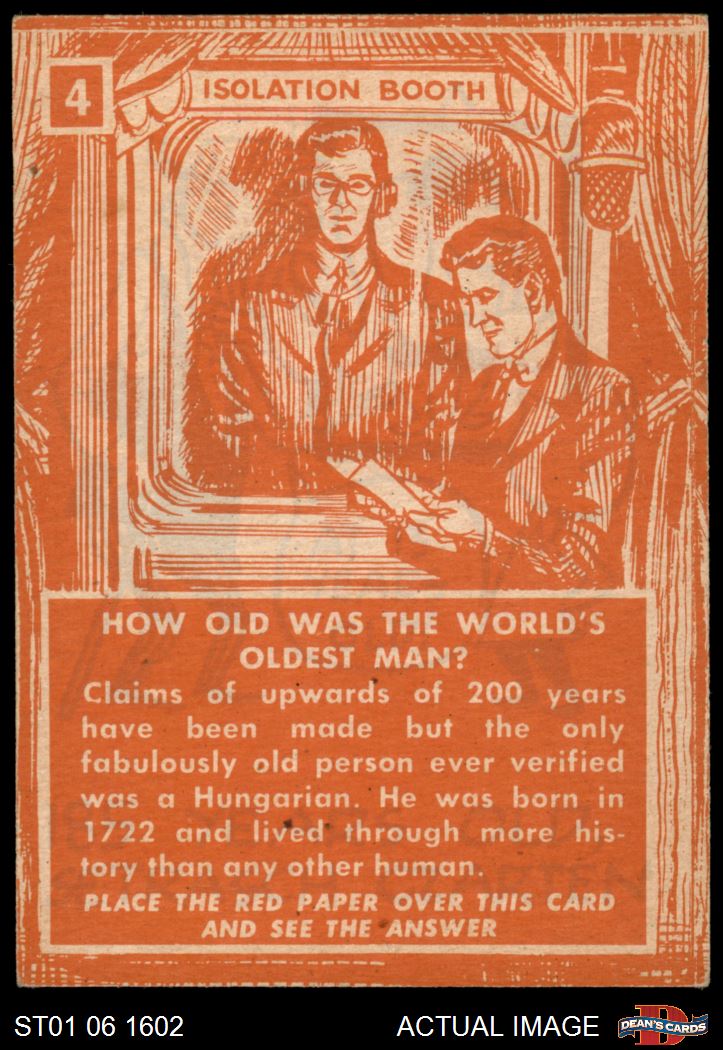 4
ISOLATION BOOTH
HOW OLD WAS THE WORLD'S
OLDEST MAN?
Claims of upwards of 200 years
have been made but the only
fabulously old person ever verified
was a Hungarian. He was born in
1722 and lived through more his-
tory than any other human.
PLACE THE RED PAPER OVER THIS CARD
AND SEE THE ANSWER
ST01 06 1602
ACTUAL IMAGE
DEAN'S CARDS